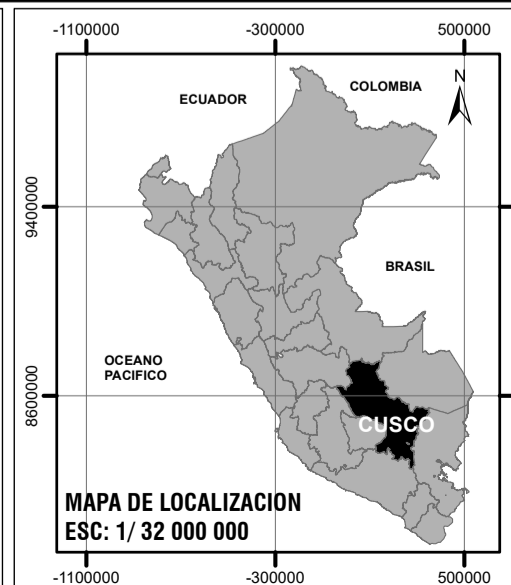 -1100000 -300000 500000
ECUADOR
COLOMBIA
N
9400000
BRASIL
OCEANO
PACIFICO
8600000
CUSCO
MAPA DE LOCALIZACION
ESC: 1/ 32 000 000
-1100000 -300000 500000